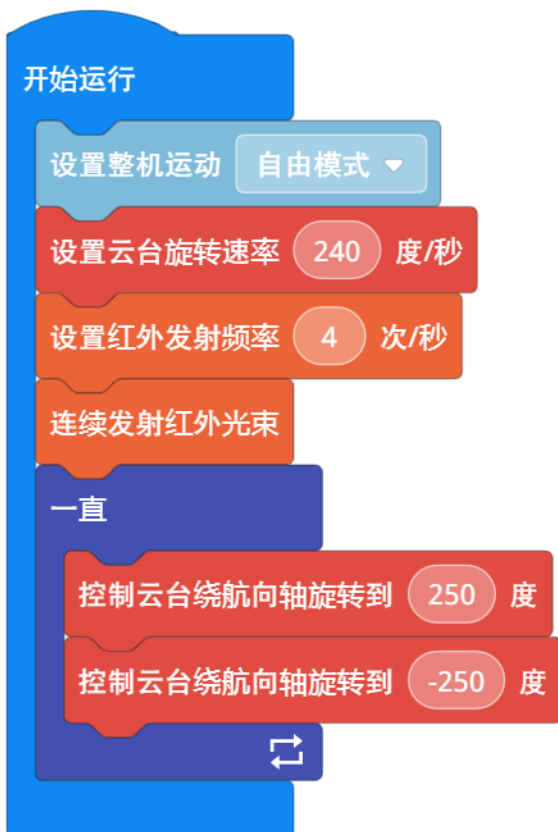 开始运行
设置整机运动 自由模式
设置云台旋转速率 240 度/秒
设置红外发射频率 4 次/秒
连续发射红外光束
一直
控制云台绕航向轴旋转到 250 度
控制云台绕航向轴旋转到 -250 度